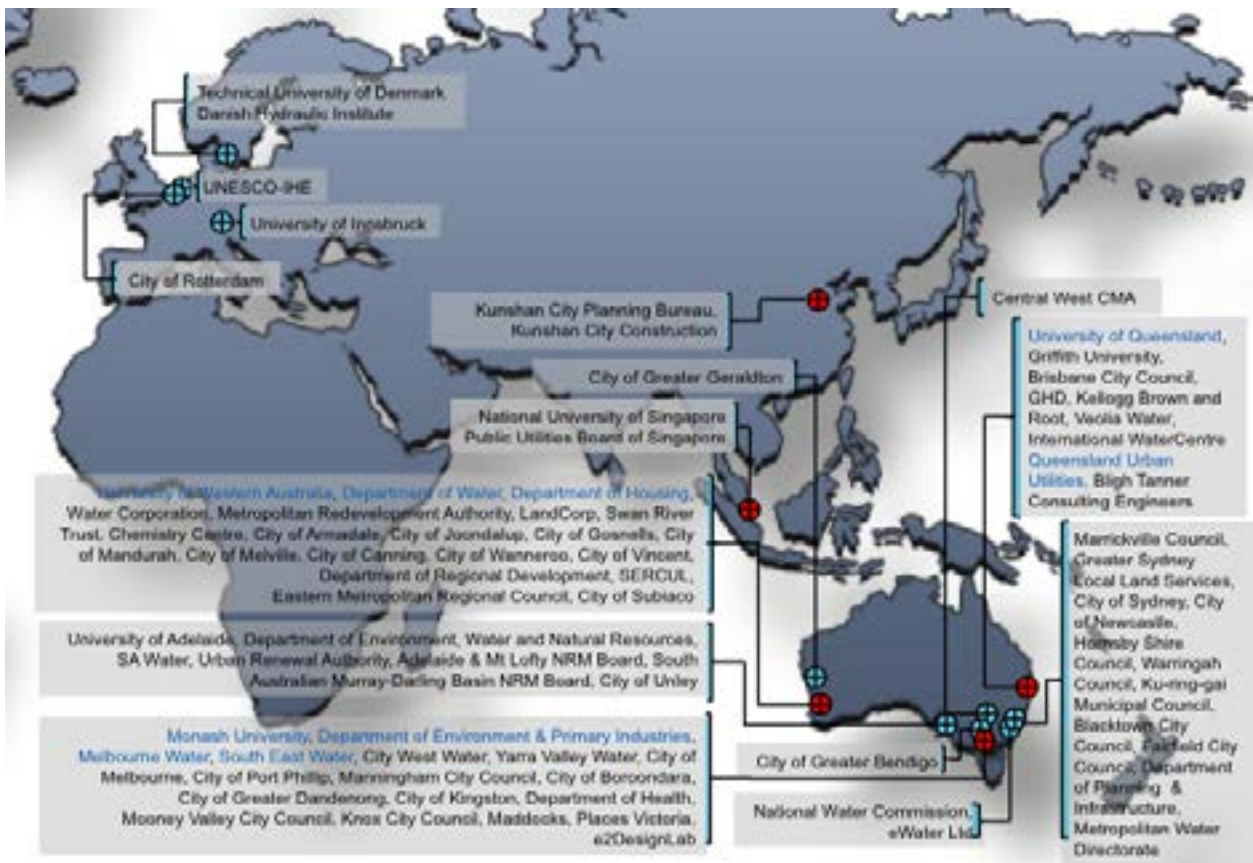 Technical University of Denmark
Danish Hydraulic Institute
UNESCO-IHE
University of Innsbruck
City of Rotterdam
Kunshan City Planning Bureau,
Kunshan City Construction
Central West CMA
City of Greater Geraldton
National University of Singapore
Public Utilities Board of Singapore
University of Queensland,
Griffith University,
Brisbane City Council,
GHD, Kellogg Brown and
Root, Veolia Water,
International WaterCentre
Queensland Urban
Utilities, Bligh Tanner
Consulting Engineers
University of Western Australia, Department of Water, Department of Housing,
Water Corporation, Metropolitan Redevelopment Authority, LandCorp, Swan River
Trust, Chemistry Centre, City of Armadale, City of Joondalup, City of Gosnells, City
of Mandurah, City of Melville, City of Canning, City of Wanneroo, City of Vincent,
Department of Regional Development, SERCUL,
Eastern Metropolitan Regional Council, City of Subiaco
University of Adelaide, Department of Environment, Water and Natural Resources,
SA Water, Urban Renewal Authority, Adelaide & Mt Lofty NRM Board, South
Australian Murray-Darling Basin NRM Board, City of Unley
Monash University, Department of Environment & Primary Industries,
Melbourne Water, South East Water, City West Water, Yarra Valley Water, City of
Melbourne, City of Port Phillip, Manningham City Council, City of Boroondara,
City of Greater Dandenong, City of Kingston, Department of Health,
Mooney Valley City Council, Knox City Council, Maddocks, Places Victoria,
e2DesignLab
City of Greater Bendigo
National Water Commission,
eWater Ltd
Marrickville Council,
Greater Sydney
Local Land Services,
City of Sydney, City
of Newcastle,
Hornsby Shire
Council, Warringah
Council, Ku-ring-gai
Municipal Council,
Blacktown City
Council, Fairfield City
Council, Department
of Planning &
Infrastructure,
Metropolitan Water
Directorate